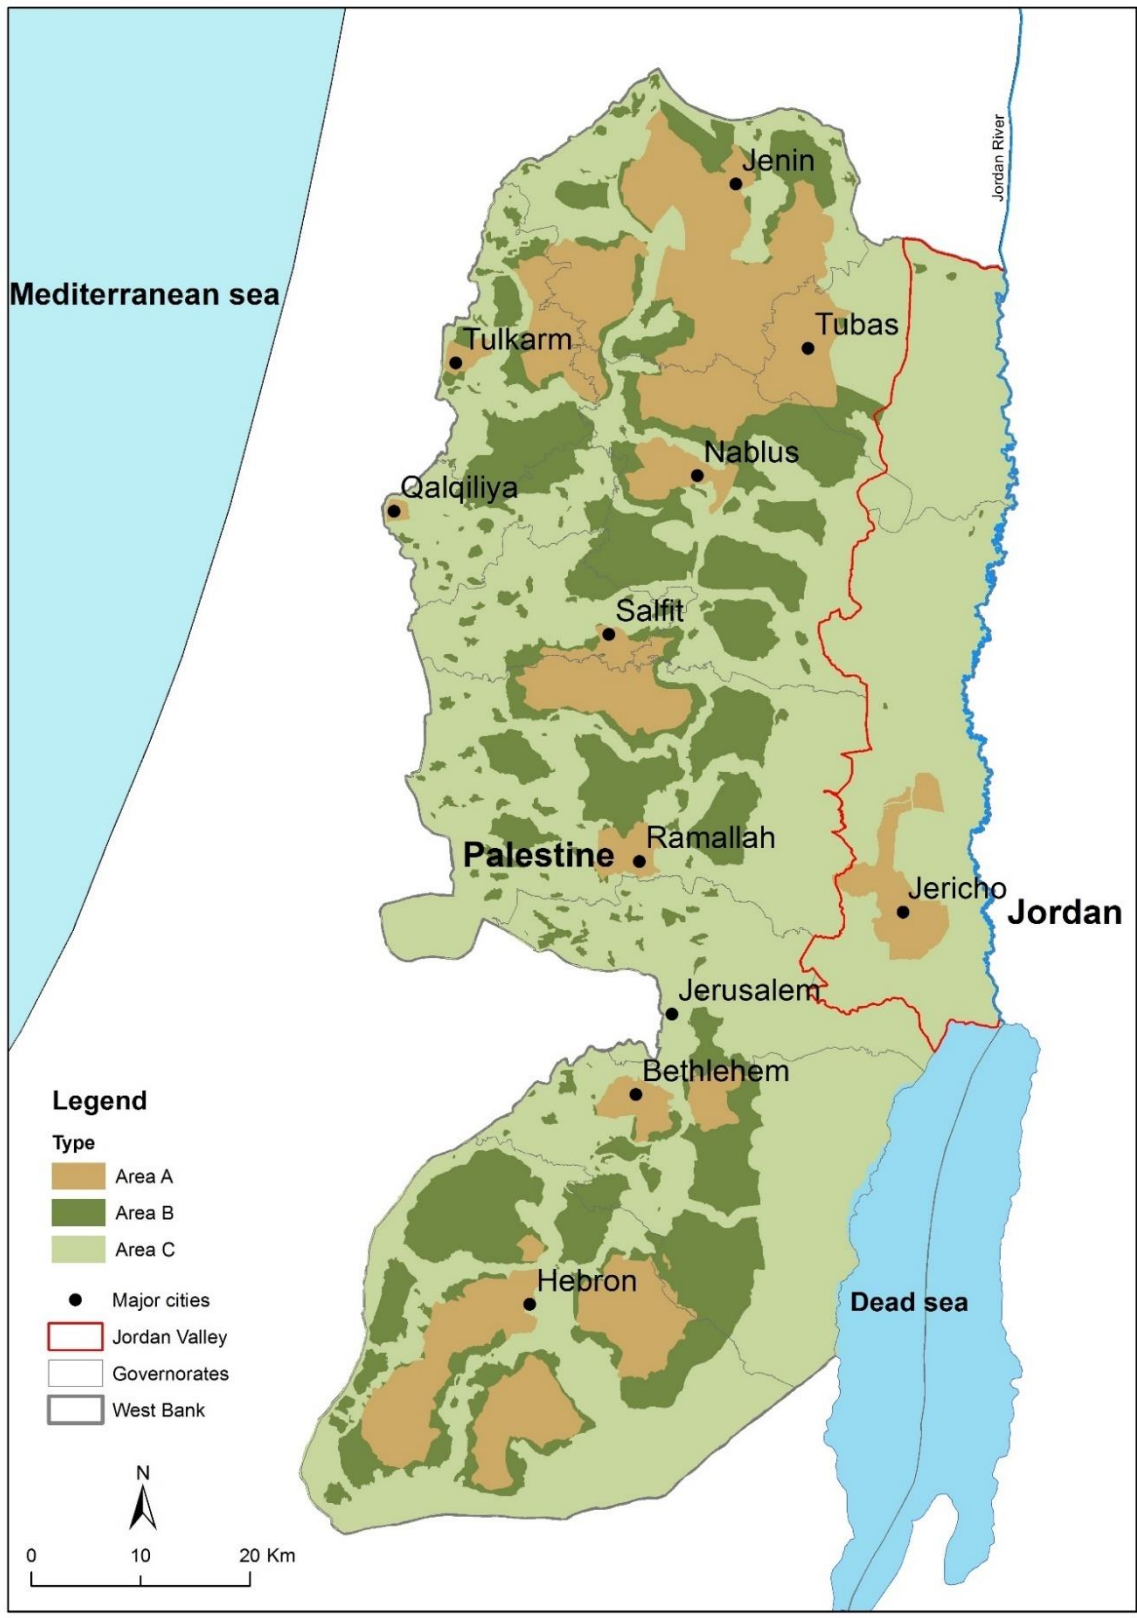 Jordan River
Jenin
Mediterranean sea
Tulkarm
Tubas
Nablus
Qalqiliya
Salfit
Palestine
Ramallah
Jericho
Jordan
Jerusalem
Bethlehem
Hebron
Dead sea
Legend
Type
Area A
Area B
Area C
Major cities
Jordan Valley
Governorates
West Bank
N
0 10 20 Km